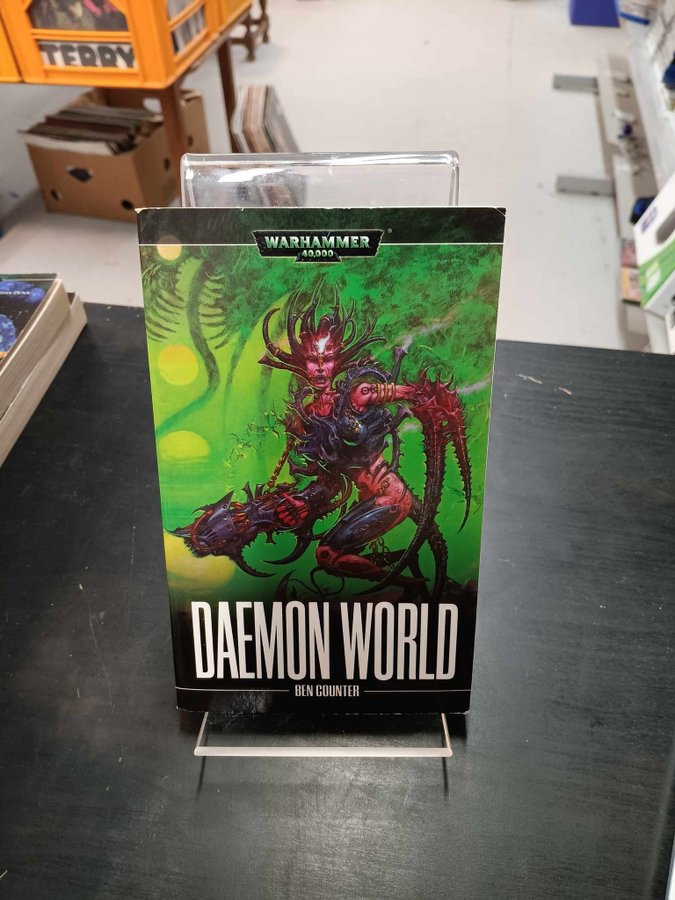 TERRY
WARHAMMER
40,000
DAEMON WORLD
BEN COUNTER